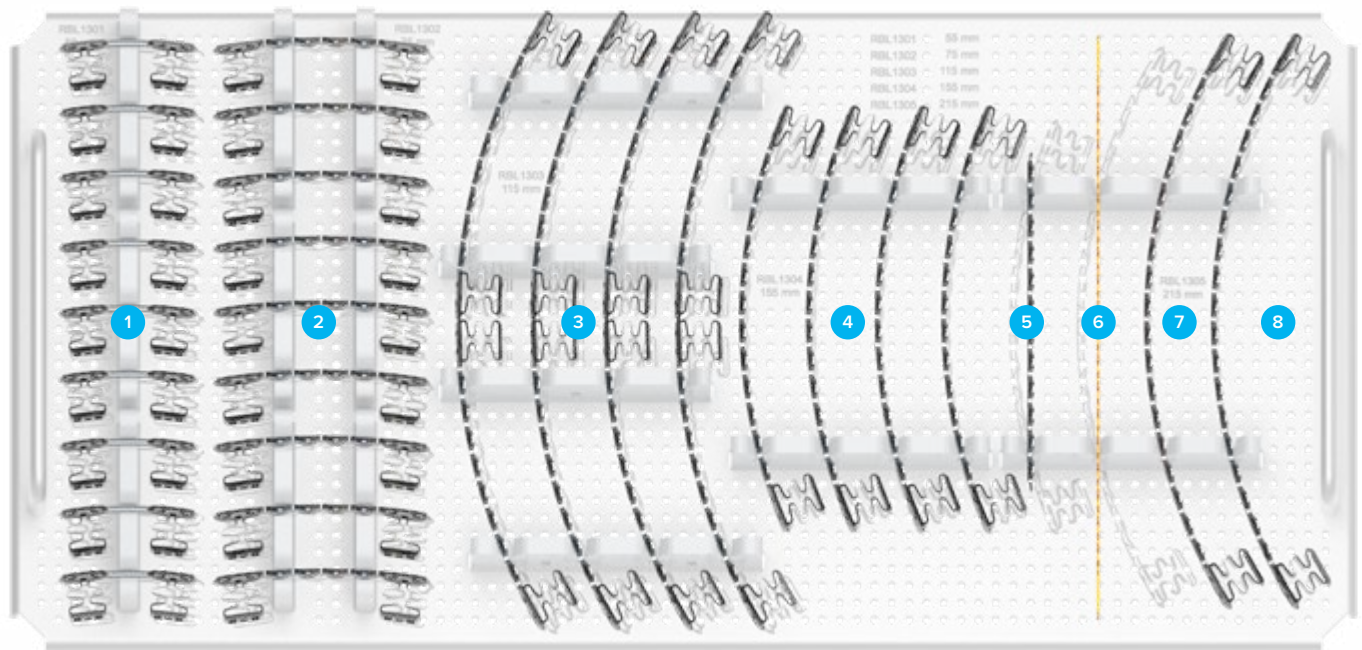 RBL1301
RBL1302
RBL1301 55 mm
RBL1302 75 mm
RBL1303 115 mm
RBL1304 155 mm
RBL1305 215 mm
RBL1303
115 mm
RBL1304
155 mm
RBL1305
215 mm
1
2
3
4
5
6
7
8